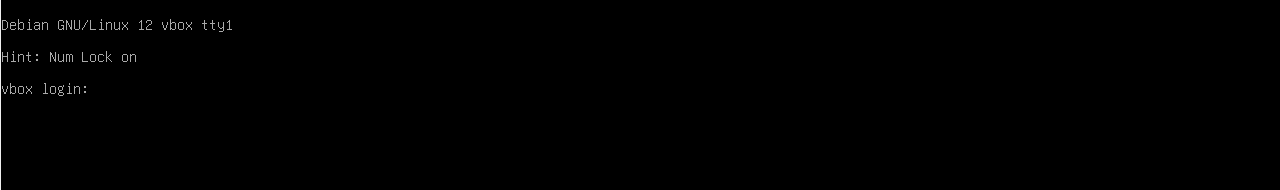 Debian GNU/Linux 12 vbox tty1
Hint: Num Lock on
vbox login: